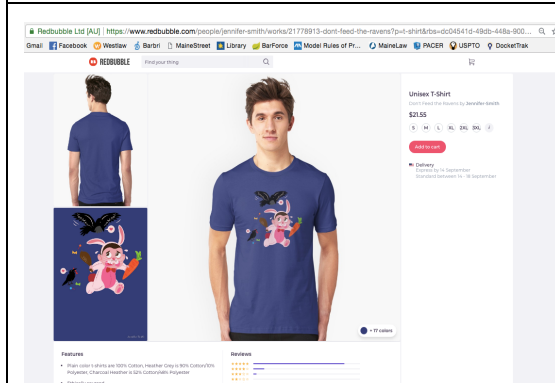 Redbubble Ltd [AU] https://www.redbubble.com/people/jennifer-smith/works/21778913-dont-feed-the-ravens?p=t-shirt&rbs=dc04541d-49db-448a-900...
Gmail Facebook Westlaw Barbri MaineStreet Library BarForce Model Rules of Pr... MaineLaw PACER USPTO DocketTrak
REDBUBBLE Find your thing
Unisex T-Shirt
Don't Feed the Ravens by Jennifer-Smith
$21.55
S M L XL 2XL 3XL
Add to cart
Delivery
Express by 14 September
Standard between 14 - 18 September
+ 17 colors
Features
Plain color t-shirts are 100% Cotton, Heather Grey is 90% Cotton/10%
Polyester, Charcoal Heather is 52% Cotton/48% Polyester
Reviews